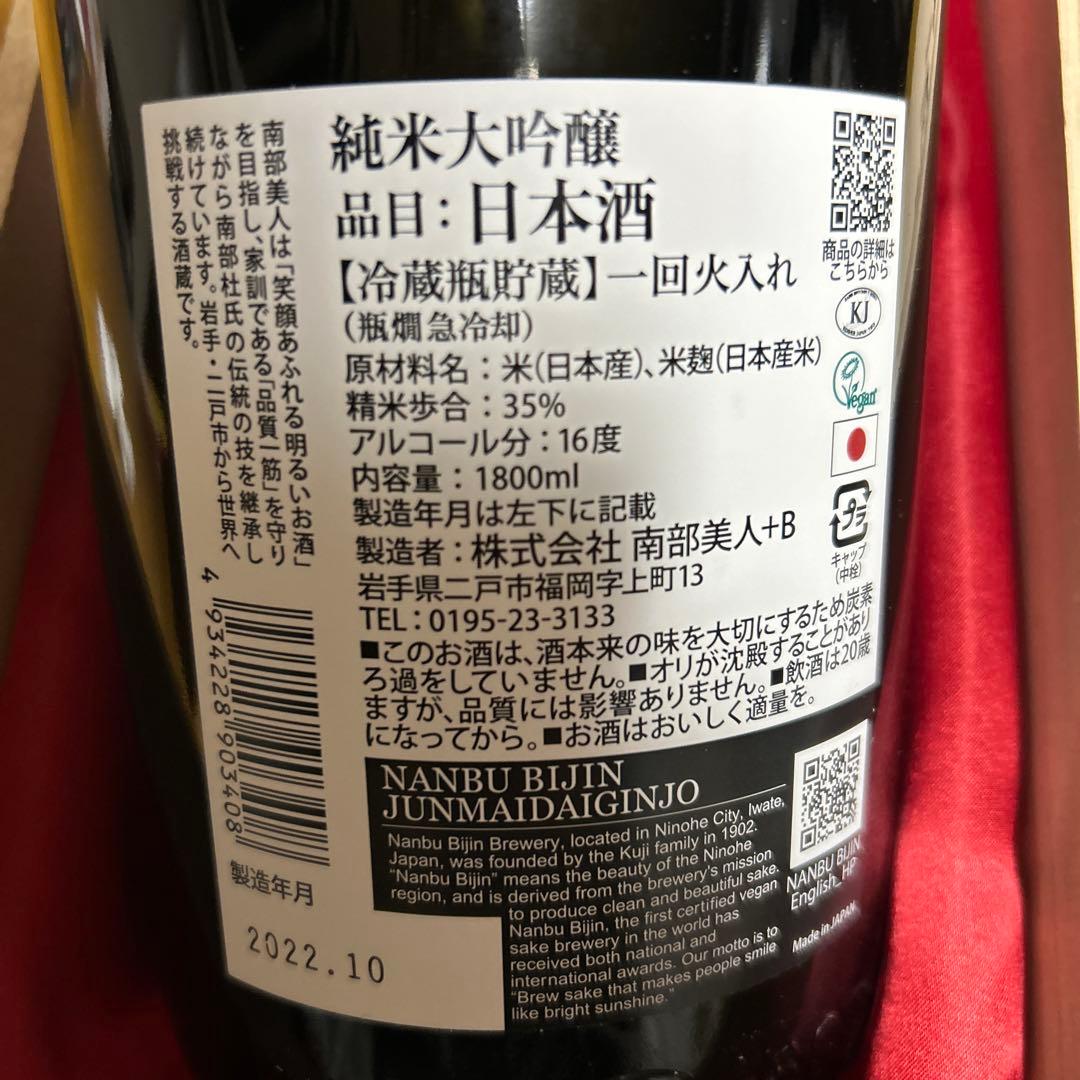 純米大吟醸
品目：日本酒
【冷蔵瓶貯蔵】一回火入れ
（瓶燗急冷却）
原材料名：米（日本産）、米麹（日本産米）
精米歩合：35%
アルコール分：16度
内容量：1800ml
製造年月は左下に記載
製造者：株式会社 南部美人+B
岩手県二戸市福岡字上町13
TEL：0195-23-3133
■このお酒は、酒本来の味を大切にするため炭素
ろ過をしていません。■オリが沈殿することがあり
ますが、品質には影響ありません。■飲酒は20歳
になってから。■お酒はおいしく適量を。
南部美人は「笑顔あふれる明るいお酒」
を目指し、家訓である「品質一筋」を守り
ながら南部杜氏の伝統の技を継承し
続けています。岩手・二戸市から世界へ
挑戦する酒蔵です。
商品の詳細は
こちらから
KJ
Vegan
プラ
キャップ
（中栓）
4 934228 903408
製造年月
2022.10
NANBU BIJIN
JUNMAIDAIGINJO
Nanbu Bijin Brewery, located in Ninohe City, Iwate,
Japan, was founded by the Kuji family in 1902.
“Nanbu Bijin” means the beauty of the Ninohe
region, and is derived from the brewery's mission
to produce clean and beautiful sake.
Nanbu Bijin, the first certified vegan
sake brewery in the world has
received both national and
international awards. Our motto is to
“Brew sake that makes people smile
like bright sunshine.”
NANBU BIJIN
English_HP
Made in JAPAN